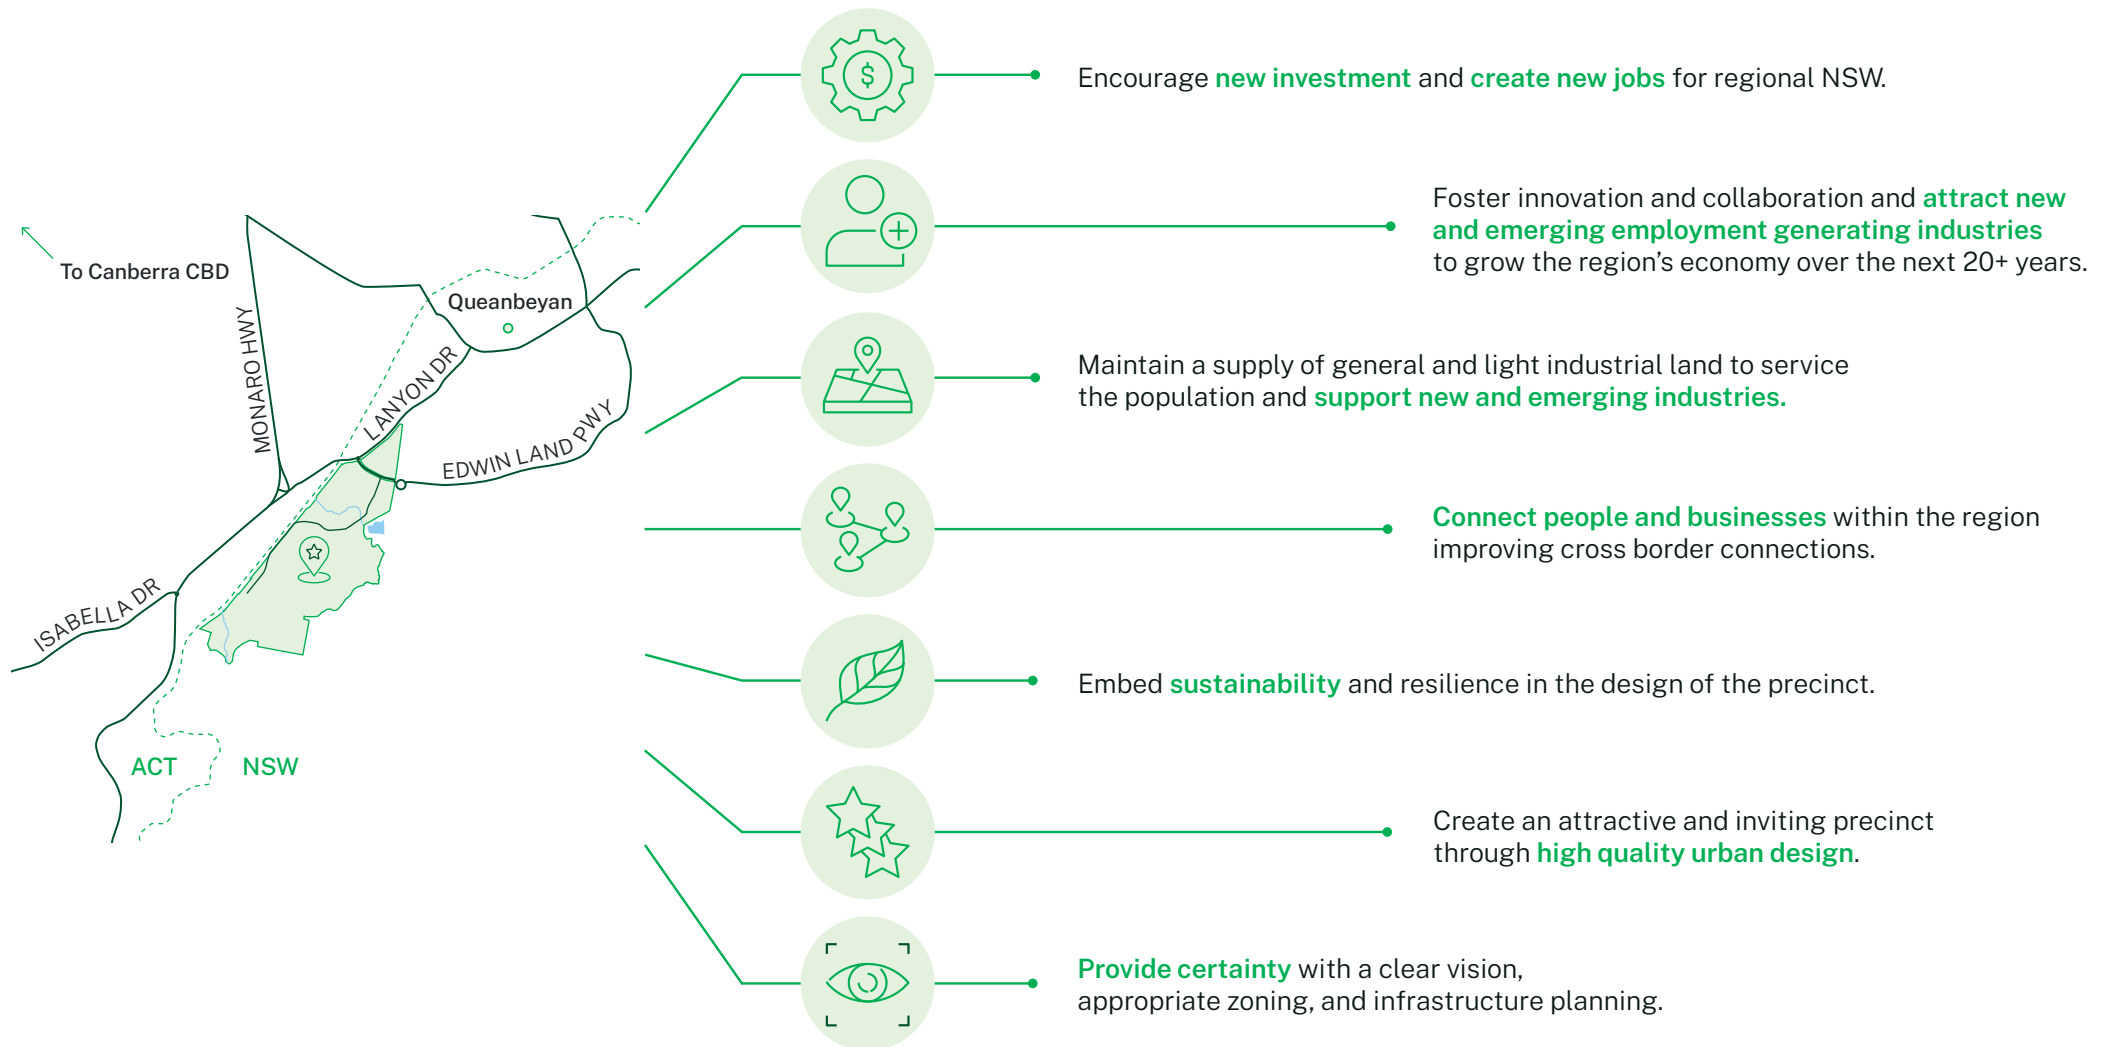 To Canberra CBD
MONARO HWY
Queanbeyan
LANYON DR
EDWIN LAND PWY
ISABELLA DR
ACT
NSW
$
Encourage new investment and create new jobs for regional NSW.
Foster innovation and collaboration and attract new
and emerging employment generating industries
to grow the region’s economy over the next 20+ years.
Maintain a supply of general and light industrial land to service
the population and support new and emerging industries.
Connect people and businesses within the region
improving cross border connections.
Embed sustainability and resilience in the design of the precinct.
Create an attractive and inviting precinct
through high quality urban design.
Provide certainty with a clear vision,
appropriate zoning, and infrastructure planning.